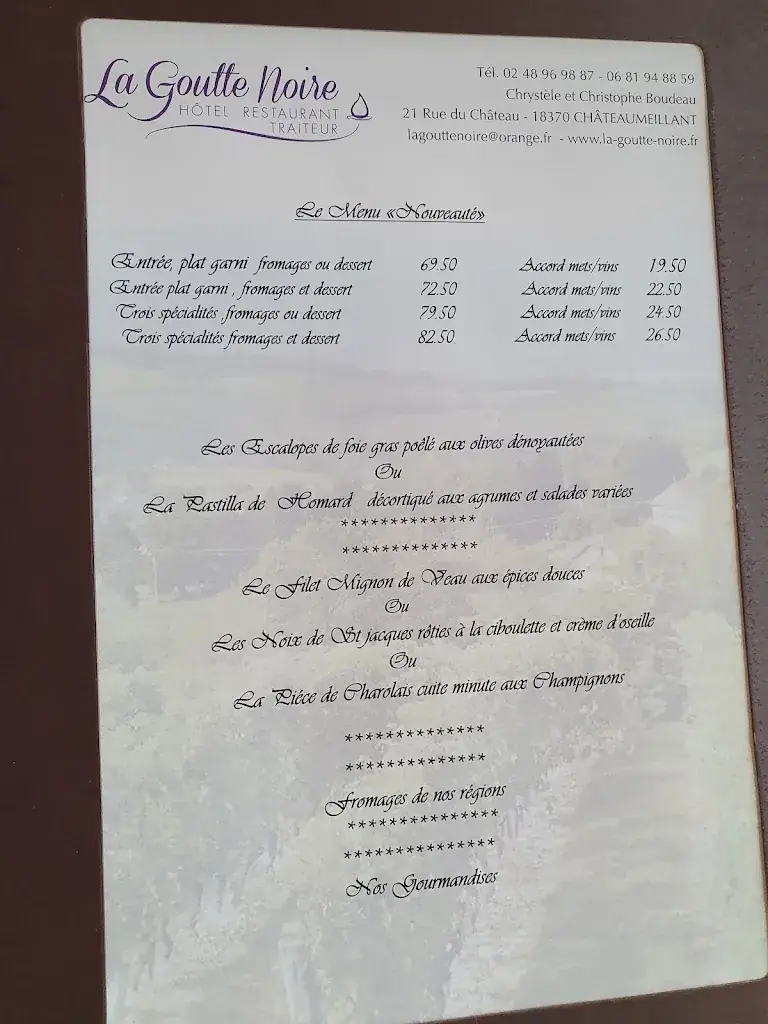 La Goutte Noire
HÔTEL RESTAURANT
TRAITEUR
Tél. 02 48 96 98 87 - 06 81 94 88 59
Chrystèle et Christophe Boudeau
21 Rue du Château - 18370 CHÂTEAUMEILLANT
lagouttenoire@orange.fr - www.la-goutte-noire.fr
Le Menu «Nouveauté»
Entrée, plat garni fromages ou dessert 69.50 Accord mets/vins 19.50
Entrée plat garni , fromages et dessert 72.50 Accord mets/vins 22.50
Trois spécialités ,fromages ou dessert 79.50 Accord mets/vins 24.50
Trois spécialités fromages et dessert 82.50 Accord mets/vins 26.50
Les Escalopes de foie gras poêlé aux olives dénoyautées
Ou
La Pastilla de Homard décortiqué aux agrumes et salades variées
**************
**************
Le Filet Mignon de Veau aux épices douces
Ou
Les Noix de St jacques rôties à la ciboulette et crème d'oseille
Ou
La Piéce de Charolais cuite minute aux Champignons
**************
**************
Fromages de nos régions
***************
***************
Nos Gourmandises